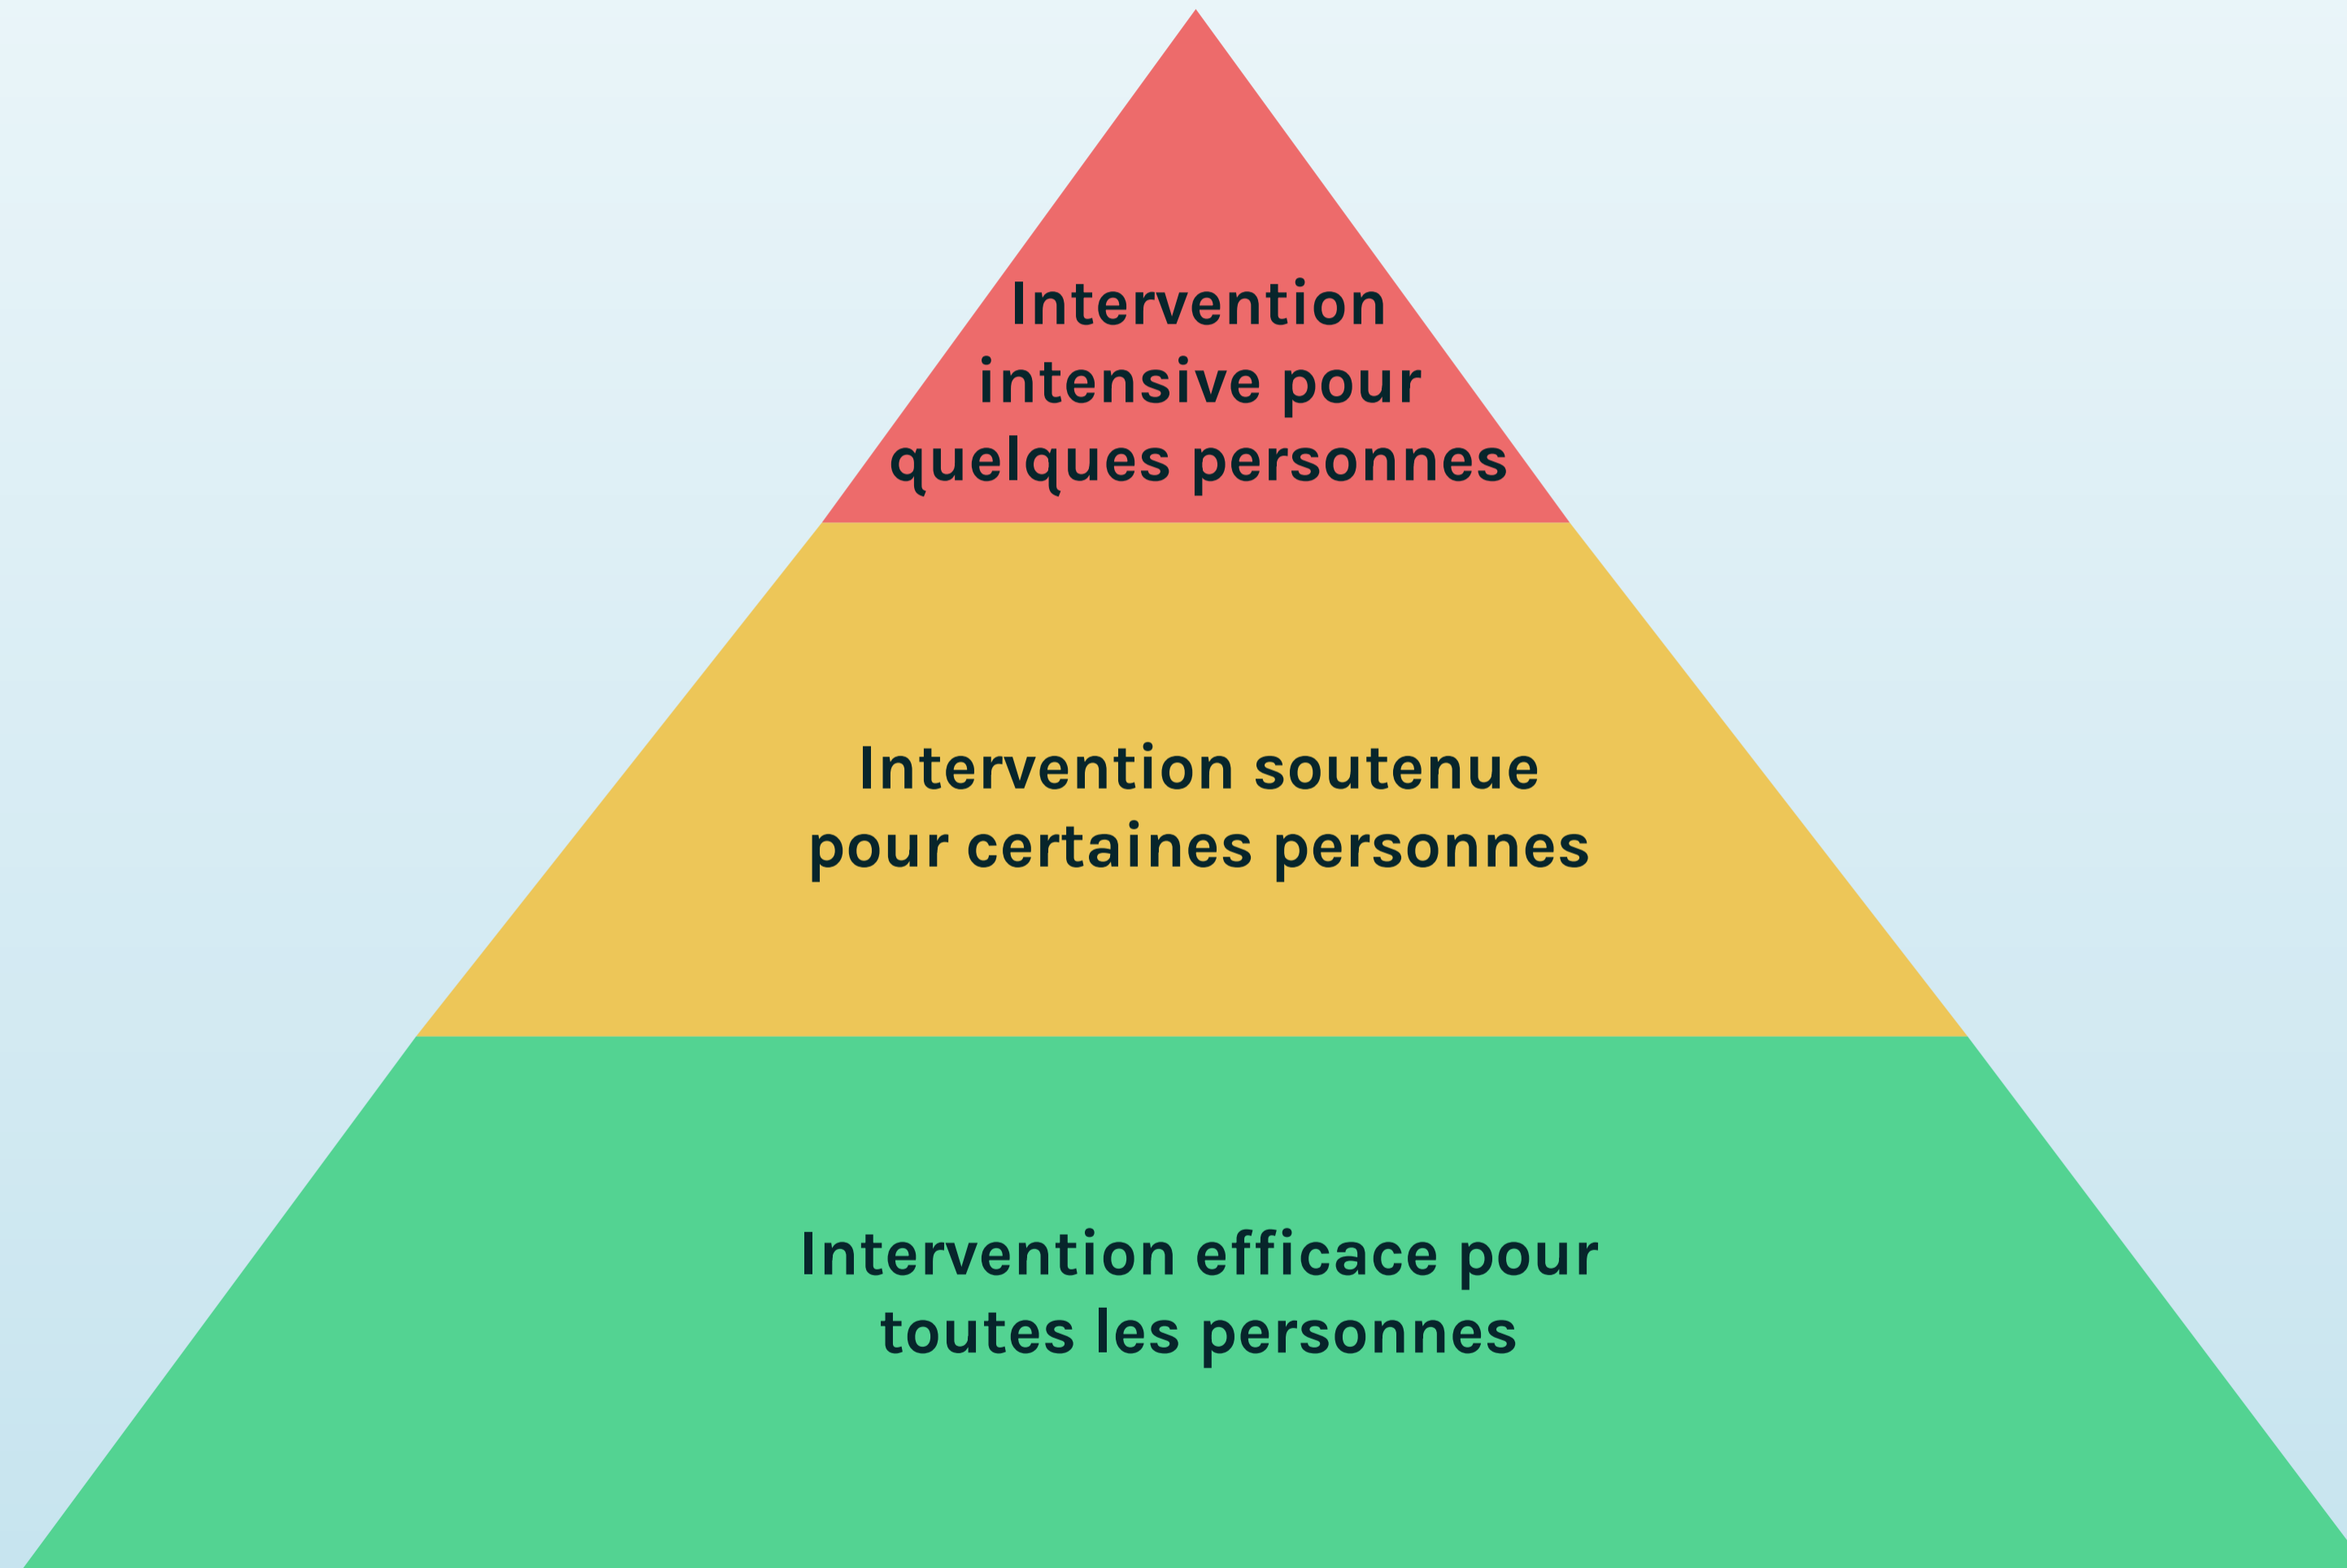 Intervention
intensive pour
quelques personnes
Intervention soutenue
pour certaines personnes
Intervention efficace pour
toutes les personnes